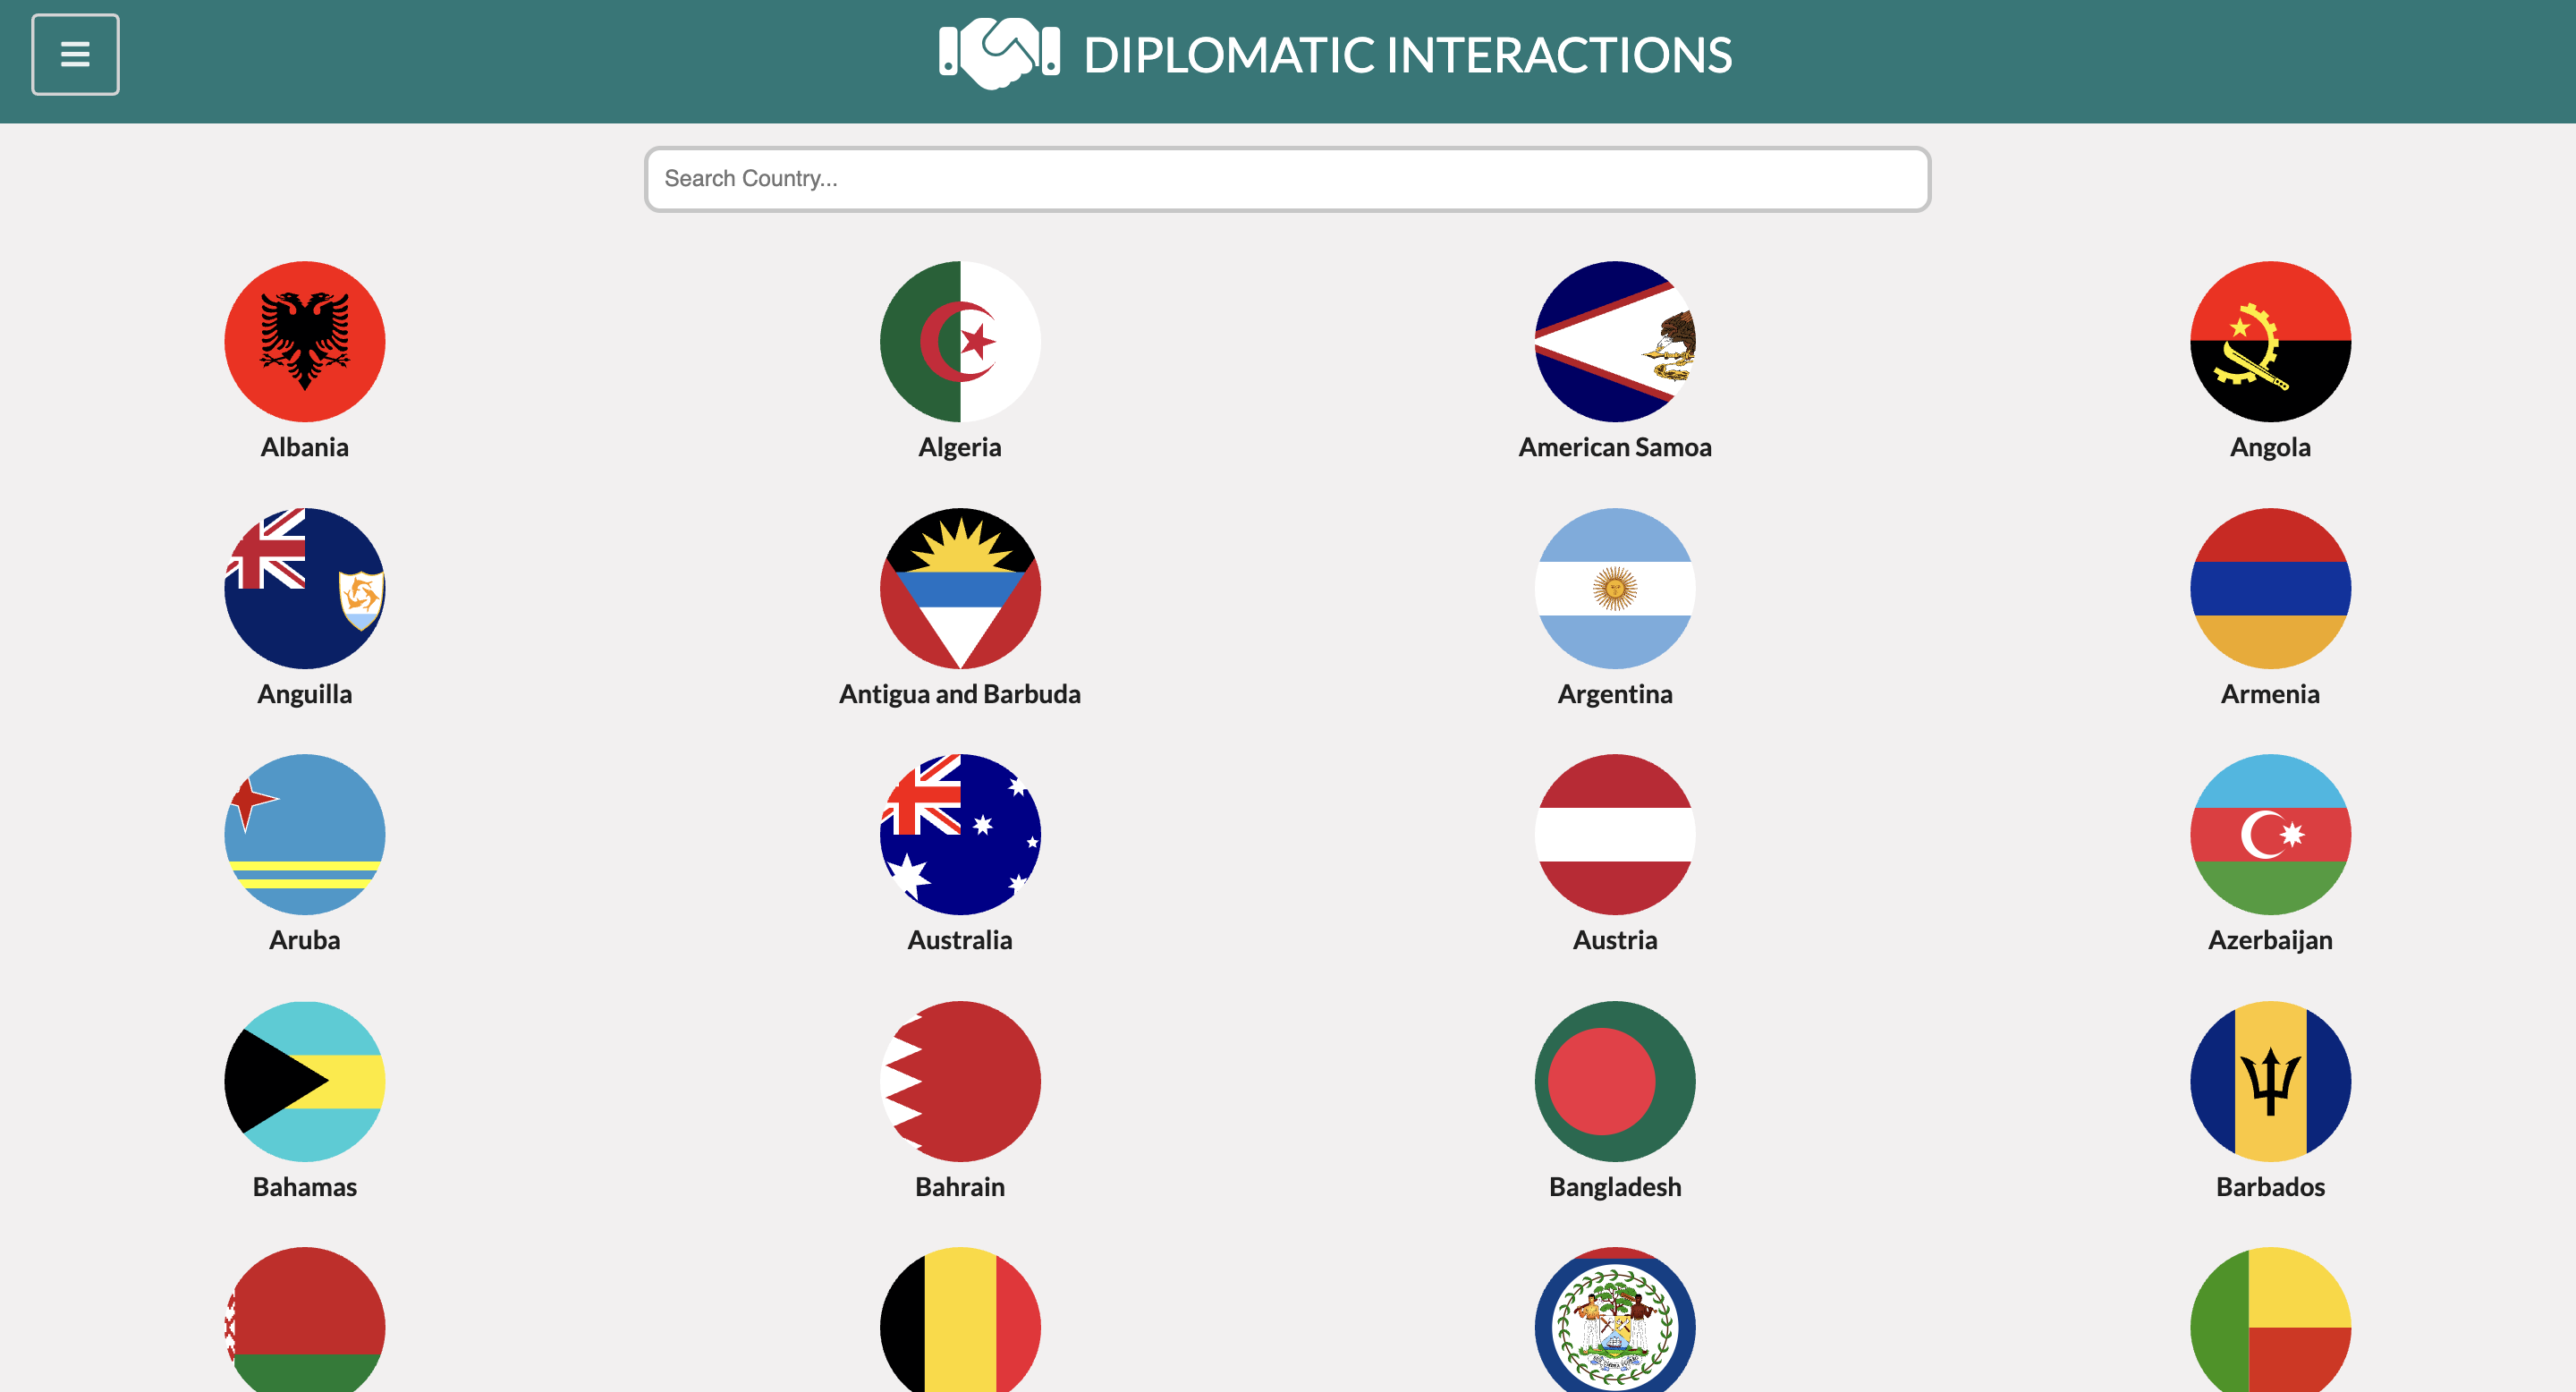 DIPLOMATIC INTERACTIONS
Search Country...
Albania
Algeria
American Samoa
Angola
Anguilla
Antigua and Barbuda
Argentina
Armenia
Aruba
Australia
Austria
Azerbaijan
Bahamas
Bahrain
Bangladesh
Barbados